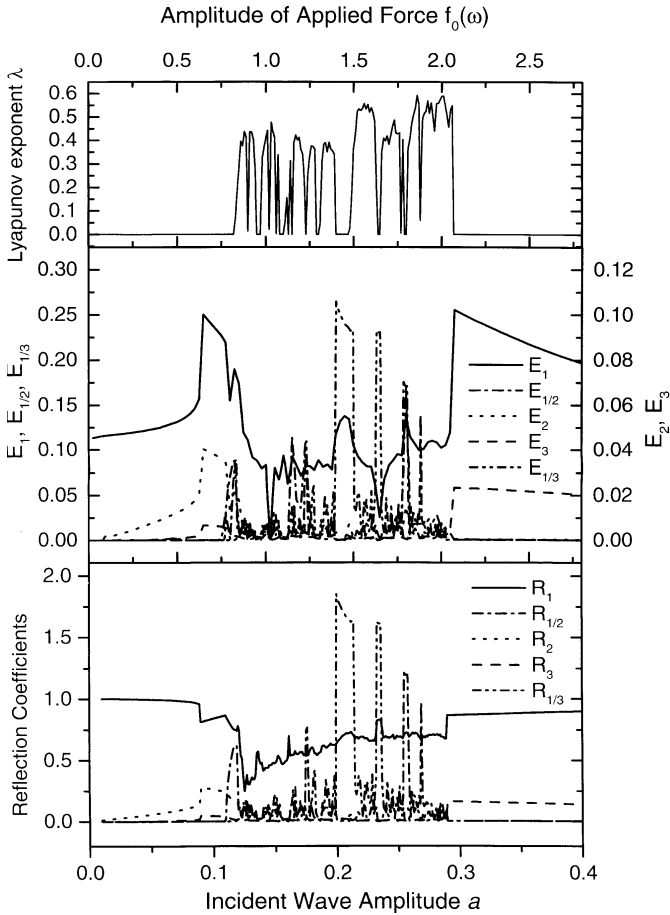 Amplitude of Applied Force f₀(ω)
0.0 0.5 1.0 1.5 2.0 2.5
Lyapunov exponent λ
0.6
0.5
0.4
0.3
0.2
0.1
0.0
E₁, E₁/₂, E₁/₃
0.30
0.25
0.20
0.15
0.10
0.05
0.00
E₁
E₁/₂
E₂
E₃
E₁/₃
0.12
0.10
0.08
0.06
0.04
0.02
0.00
E₂, E₃
Reflection Coefficients
2.0
1.5
1.0
0.5
0.0
R₁
R₁/₂
R₂
R₃
R₁/₃
0.0 0.1 0.2 0.3 0.4
Incident Wave Amplitude a